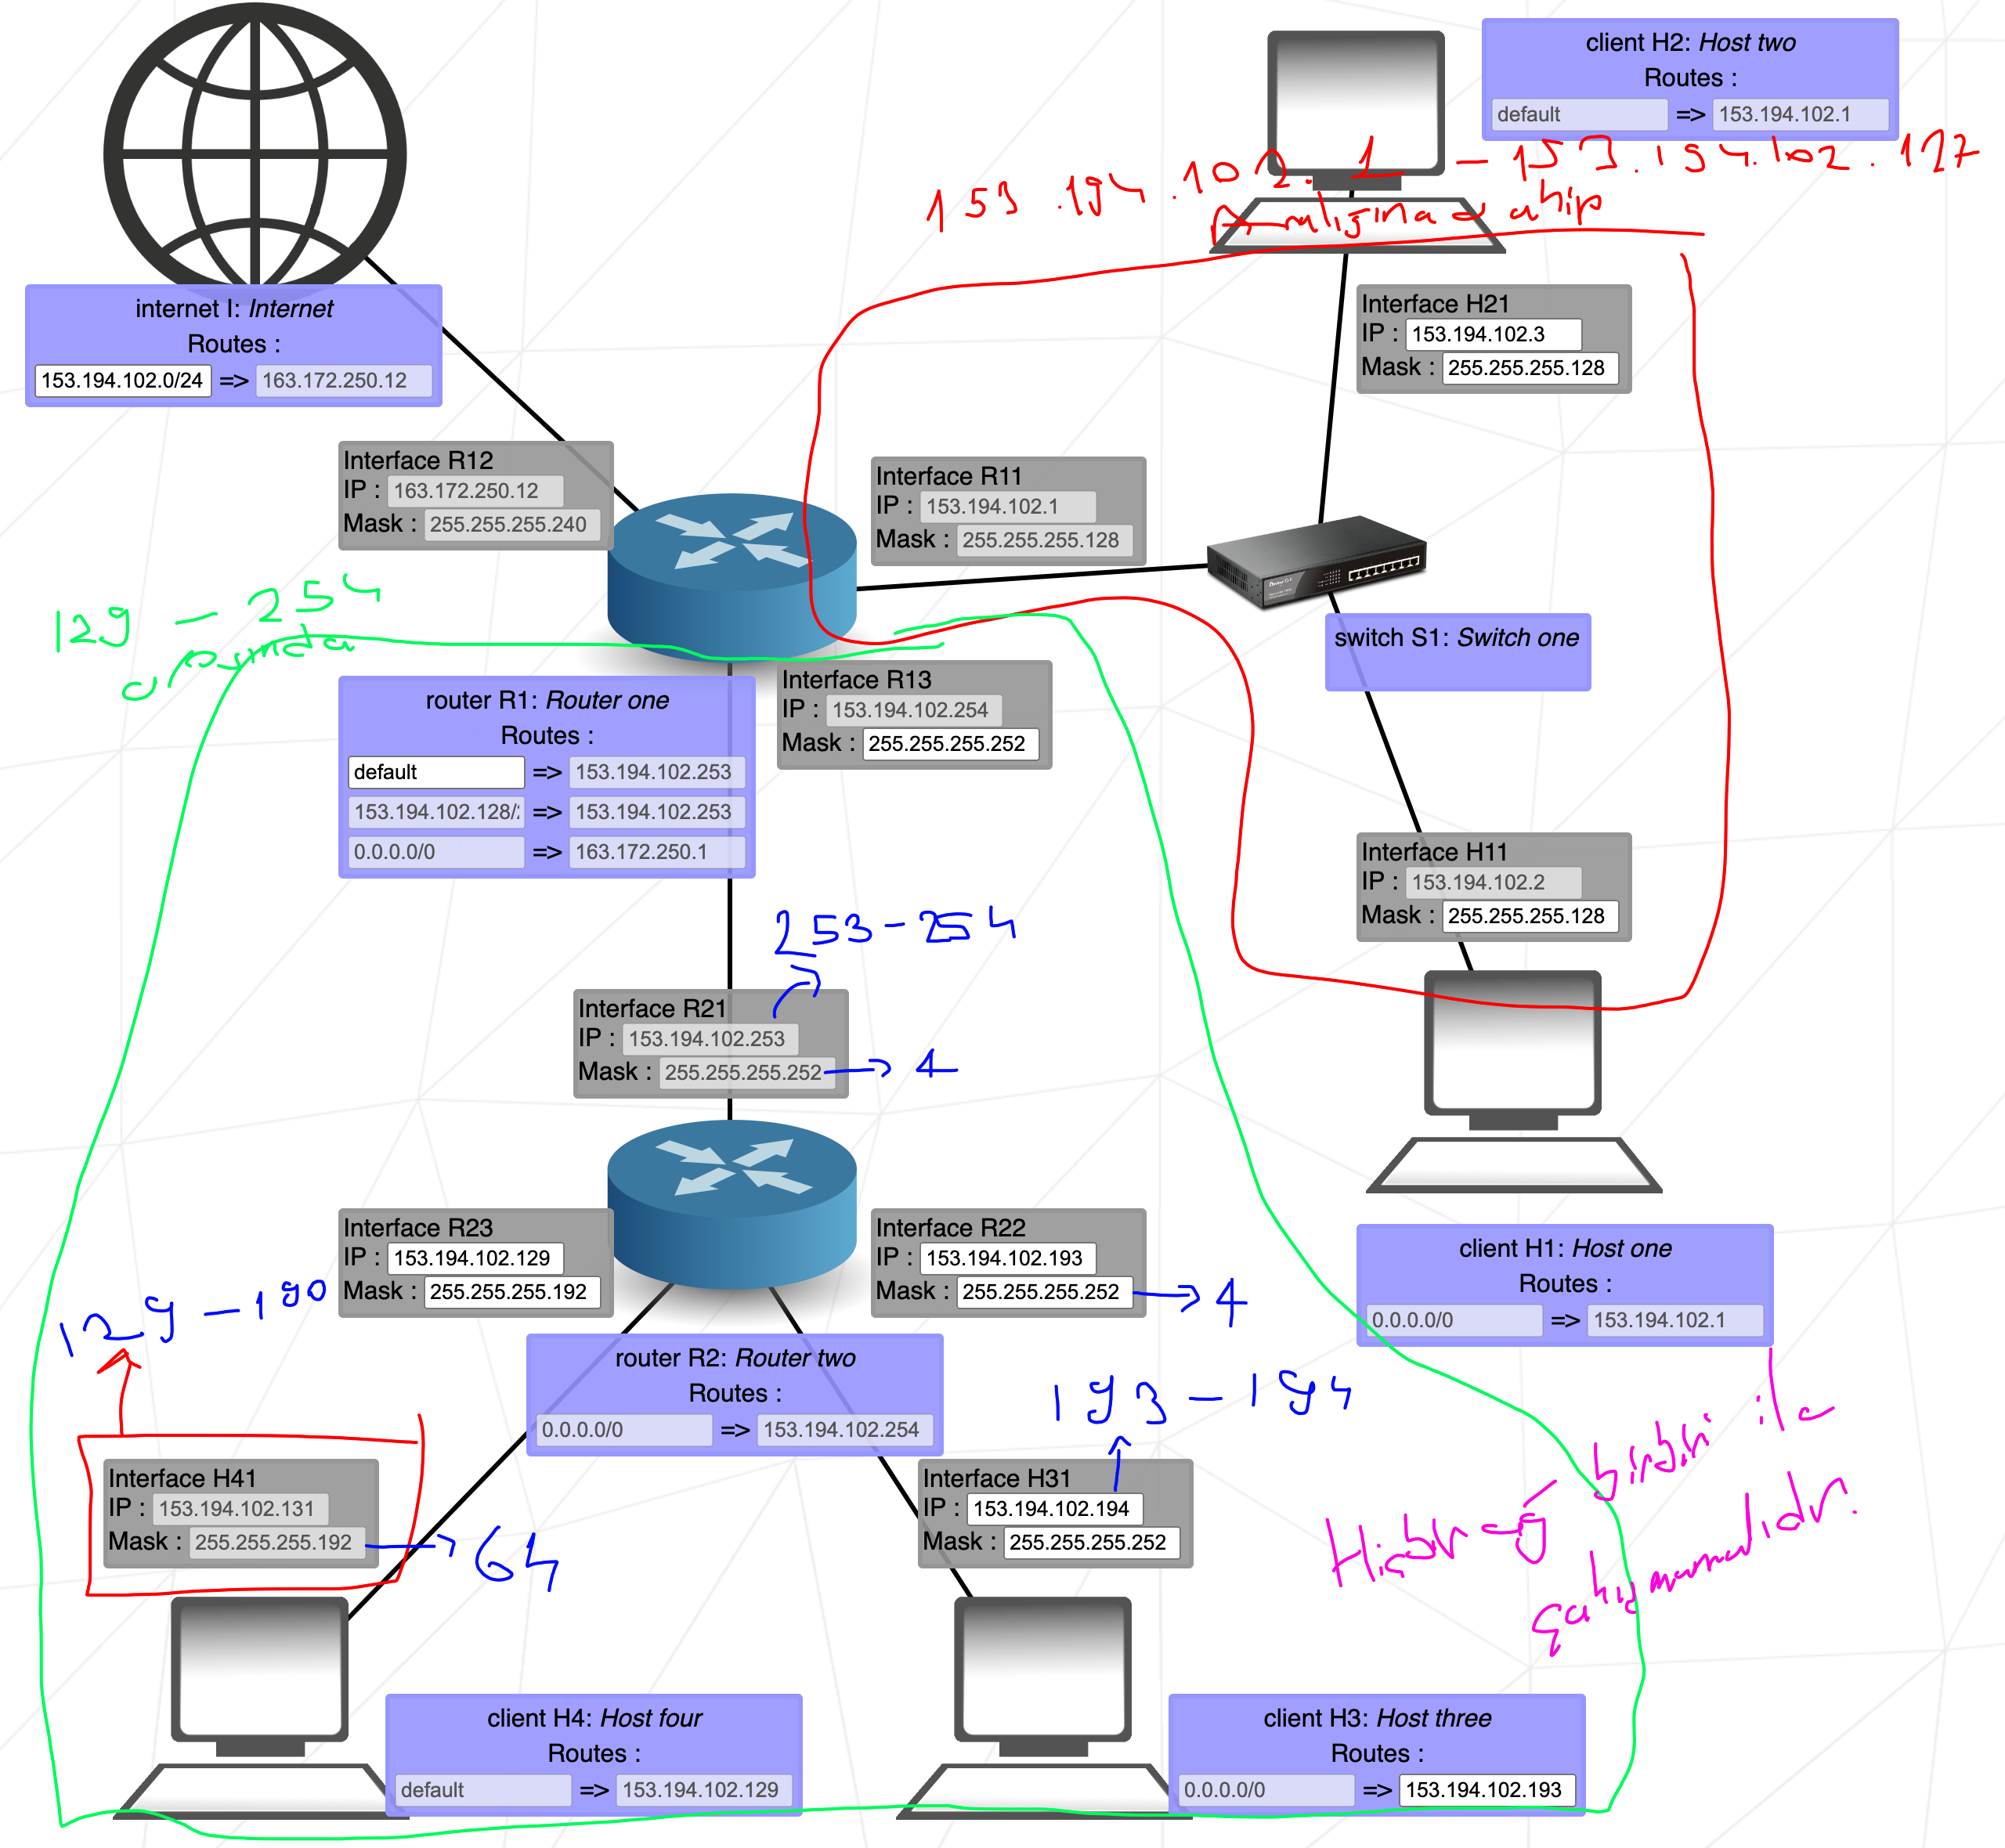 client H2: Host two
Routes :
default => 153.194.102.1
153.194.102.1 - 153.194.102.127
Aralığına sahip
internet I: Internet
Routes :
153.194.102.0/24 => 163.172.250.12
Interface H21
IP : 153.194.102.3
Mask : 255.255.255.128
Interface R12
IP : 163.172.250.12
Mask : 255.255.255.240
Interface R11
IP : 153.194.102.1
Mask : 255.255.255.128
129 - 254
arasında
switch S1: Switch one
Interface R13
IP : 153.194.102.254
Mask : 255.255.255.252
router R1: Router one
Routes :
default => 153.194.102.253
153.194.102.128/ => 153.194.102.253
0.0.0.0/0 => 163.172.250.1
Interface H11
IP : 153.194.102.2
Mask : 255.255.255.128
253-254
Interface R21
IP : 153.194.102.253
Mask : 255.255.255.252
4
Interface R23
IP : 153.194.102.129
Mask : 255.255.255.192
Interface R22
IP : 153.194.102.193
Mask : 255.255.255.252
4
129-190
client H1: Host one
Routes :
0.0.0.0/0 => 153.194.102.1
router R2: Router two
Routes :
0.0.0.0/0 => 153.194.102.254
193-194
Hiçbir ağ birbiri ile
çakışmamalıdır.
Interface H41
IP : 153.194.102.131
Mask : 255.255.255.192
64
Interface H31
IP : 153.194.102.194
Mask : 255.255.255.252
client H4: Host four
Routes :
default => 153.194.102.129
client H3: Host three
Routes :
0.0.0.0/0 => 153.194.102.193